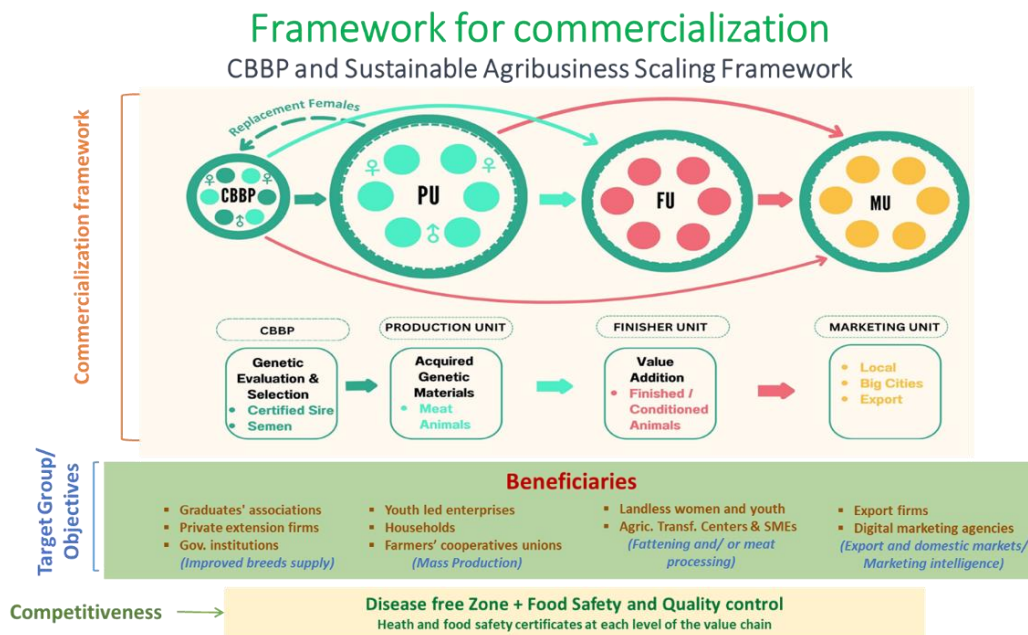 Framework for commercialization
CBBP and Sustainable Agribusiness Scaling Framework
Commercialization framework
Replacement Females
CBBP
PU
FU
MU
CBBP
Genetic
Evaluation &
Selection
• Certified Sire
• Semen
PRODUCTION UNIT
Acquired
Genetic
Materials
• Meat
Animals
FINISHER UNIT
Value
Addition
• Finished /
Conditioned
Animals
MARKETING UNIT
• Local
• Big Cities
• Export
Target Group/
Objectives
Beneficiaries
▪ Graduates' associations
▪ Private extension firms
▪ Gov. institutions
(Improved breeds supply)
▪ Youth led enterprises
▪ Households
▪ Farmers' cooperatives unions
(Mass Production)
▪ Landless women and youth
▪ Agric. Transf. Centers & SMEs
(Fattening and/ or meat
processing)
▪ Export firms
▪ Digital marketing agencies
(Export and domestic markets/
Marketing intelligence)
Competitiveness
Disease free Zone + Food Safety and Quality control
Heath and food safety certificates at each level of the value chain